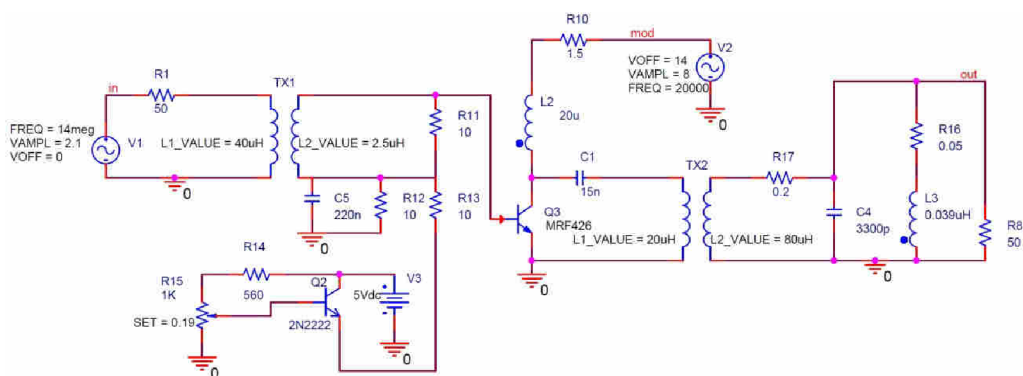 in
R1
50
FREQ = 14meg
VAMPL = 2.1
VOFF = 0
V1
0
TX1
L1_VALUE = 40uH
L2_VALUE = 2.5uH
R11
10
C5
220n
R12
10
R13
10
0
R10
1.5
mod
V2
VOFF = 14
VAMPL = 8
FREQ = 20000
0
L2
20u
C1
15n
Q3
MRF426
0
TX2
L1_VALUE = 20uH
L2_VALUE = 80uH
R17
0.2
C4
3300p
0
out
R16
0.05
L3
0.039uH
R8
50
R14
560
R15
1K
SET = 0.19
0
Q2
2N2222
V3
5Vdc
0